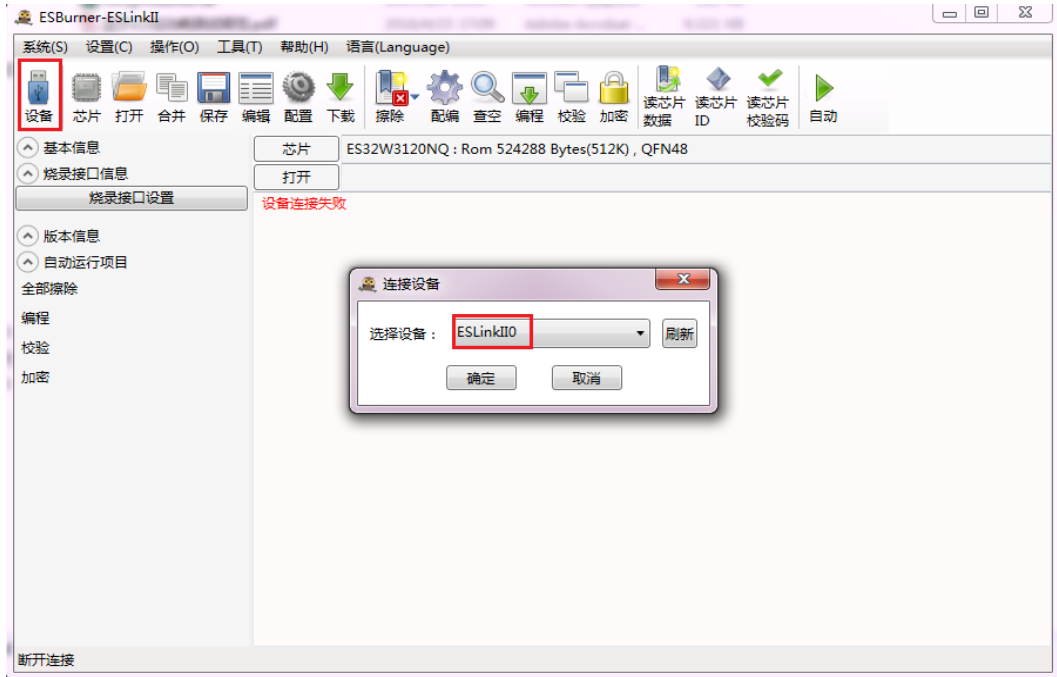 ESBurner-ESLinkII
系统(S) 设置(C) 操作(O) 工具(T) 帮助(H) 语言(Language)
设备 芯片 打开 合并 保存 编辑 配置 下载 擦除 配编 查空 编程 校验 加密 读芯片数据 读芯片ID 读芯片校验码 自动
基本信息
芯片 ES32W3120NQ : Rom 524288 Bytes(512K) , QFN48
烧录接口信息
打开
烧录接口设置
设备连接失败
版本信息
自动运行项目
全部擦除
编程
校验
加密
连接设备
选择设备： ESLinkII0 刷新
确定 取消
断开连接